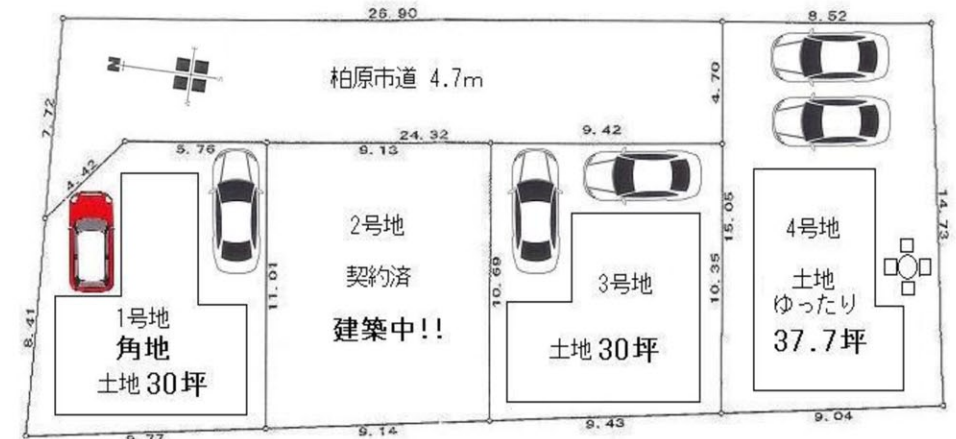 26.90
8.52
N
柏原市道 4.7m
4.70
7.72
24.32
9.42
5.76
9.13
4.42
15.05
14.73
2号地
契約済
建築中!!
3号地
土地 30坪
4号地
土地
ゆったり
37.7坪
11.01
10.69
10.35
8.41
1号地
角地
土地 30坪
9.77
9.14
9.43
9.04